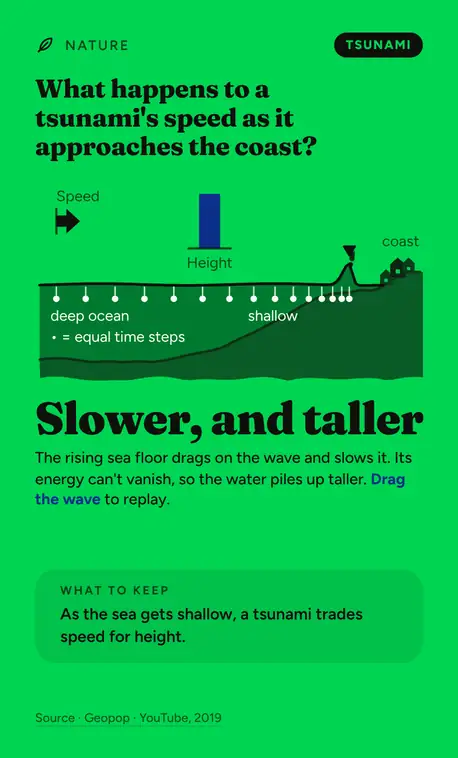 NATURE
TSUNAMI
What happens to a
tsunami's speed as it
approaches the coast?
Speed
Height
coast
deep ocean
shallow
• = equal time steps
Slower, and taller
The rising sea floor drags on the wave and slows it. Its
energy can't vanish, so the water piles up taller. Drag
the wave to replay.
WHAT TO KEEP
As the sea gets shallow, a tsunami trades
speed for height.
Source · Geopop · YouTube, 2019